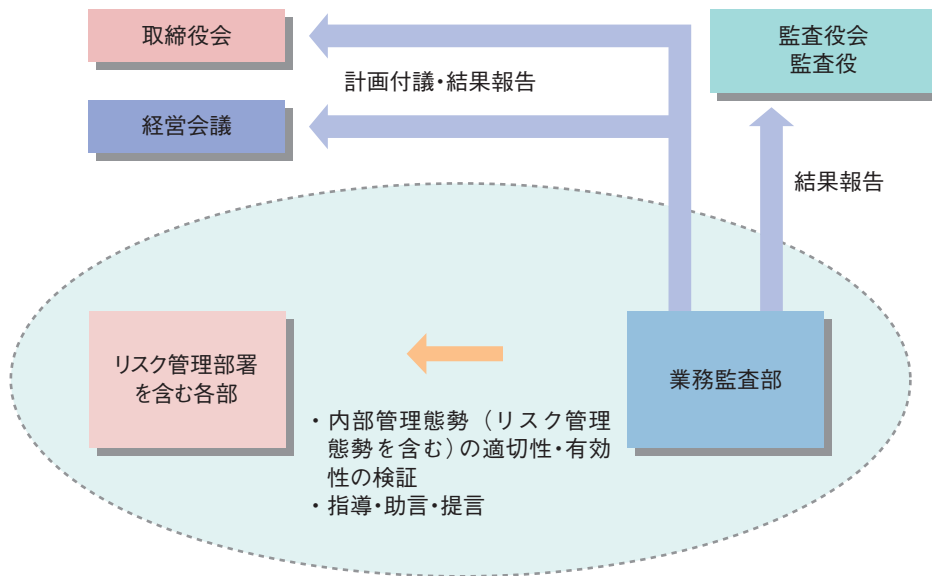 取締役会
計画付議・結果報告
経営会議
監査役会
監査役
結果報告
リスク管理部署
を含む各部
業務監査部
・内部管理態勢（リスク管理
態勢を含む）の適切性・有効
性の検証
・指導・助言・提言